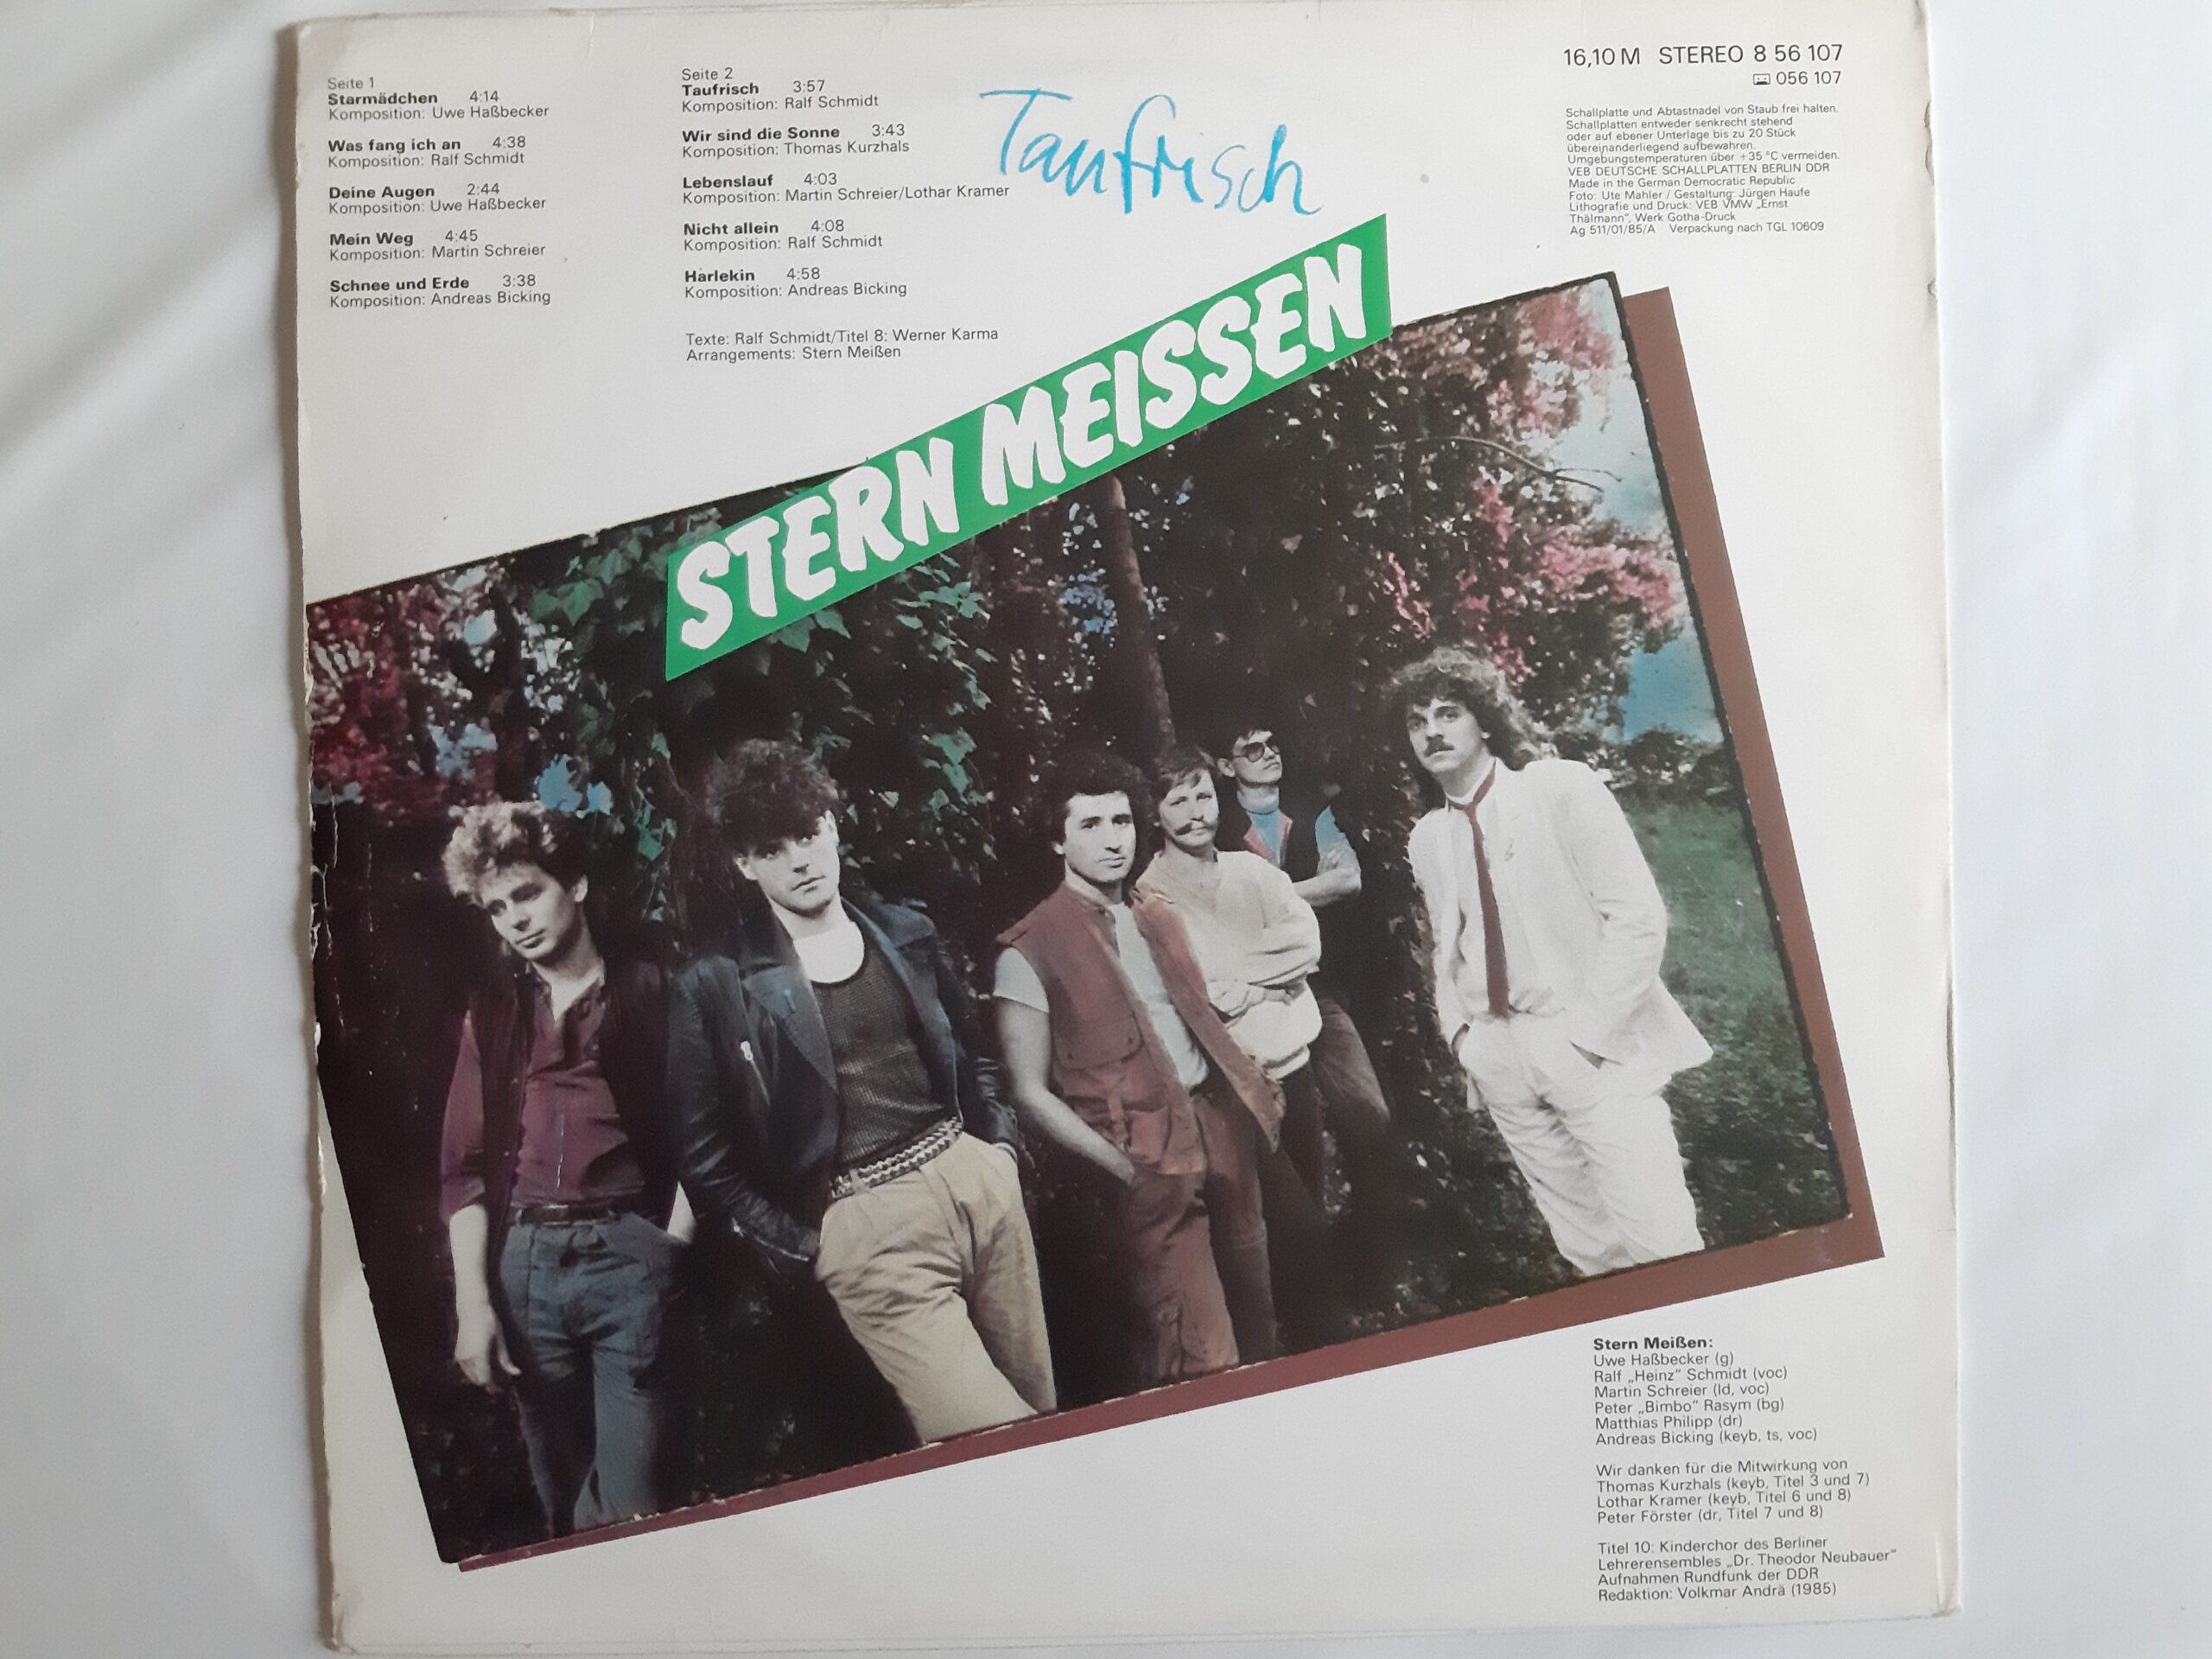 Seite 1
Starmädchen 4:14
Komposition: Uwe Haßbecker
Was fang ich an 4:38
Komposition: Ralf Schmidt
Deine Augen 2:44
Komposition: Uwe Haßbecker
Mein Weg 4:45
Komposition: Martin Schreier
Schnee und Erde 3:38
Komposition: Andreas Bicking
Seite 2
Taufrisch 3:57
Komposition: Ralf Schmidt
Wir sind die Sonne 3:43
Komposition: Thomas Kurzhals
Lebenslauf 4:03
Komposition: Martin Schreier/Lothar Kramer
Nicht allein 4:08
Komposition: Ralf Schmidt
Harlekin 4:58
Komposition: Andreas Bicking
Texte: Ralf Schmidt/Titel 8: Werner Karma
Arrangements: Stern Meißen
Taufrisch
16,10 M STEREO 8 56 107
056 107
Schallplatte und Abtastnadel von Staub frei halten.
Schallplatten entweder senkrecht stehend
oder auf ebener Unterlage bis zu 20 Stück
übereinanderliegend aufbewahren.
Umgebungstemperaturen über +35 °C vermeiden.
VEB DEUTSCHE SCHALLPLATTEN BERLIN DDR
Made in the German Democratic Republic
Foto: Ute Mahler / Gestaltung: Jürgen Haufe
Lithografie und Druck: VEB VMW „Ernst
Thälmann“, Werk Gotha-Druck
Ag 511/01/85/A Verpackung nach TGL 10609
STERN MEISSEN
Stern Meißen:
Uwe Haßbecker (g)
Ralf „Heinz“ Schmidt (voc)
Martin Schreier (ld, voc)
Peter „Bimbo“ Rasym (bg)
Matthias Philipp (dr)
Andreas Bicking (keyb, ts, voc)
Wir danken für die Mitwirkung von
Thomas Kurzhals (keyb, Titel 3 und 7)
Lothar Kramer (keyb, Titel 6 und 8)
Peter Förster (dr, Titel 7 und 8)
Titel 10: Kinderchor des Berliner
Lehrerensembles „Dr. Theodor Neubauer“
Aufnahmen Rundfunk der DDR
Redaktion: Volkmar Andrä (1985)